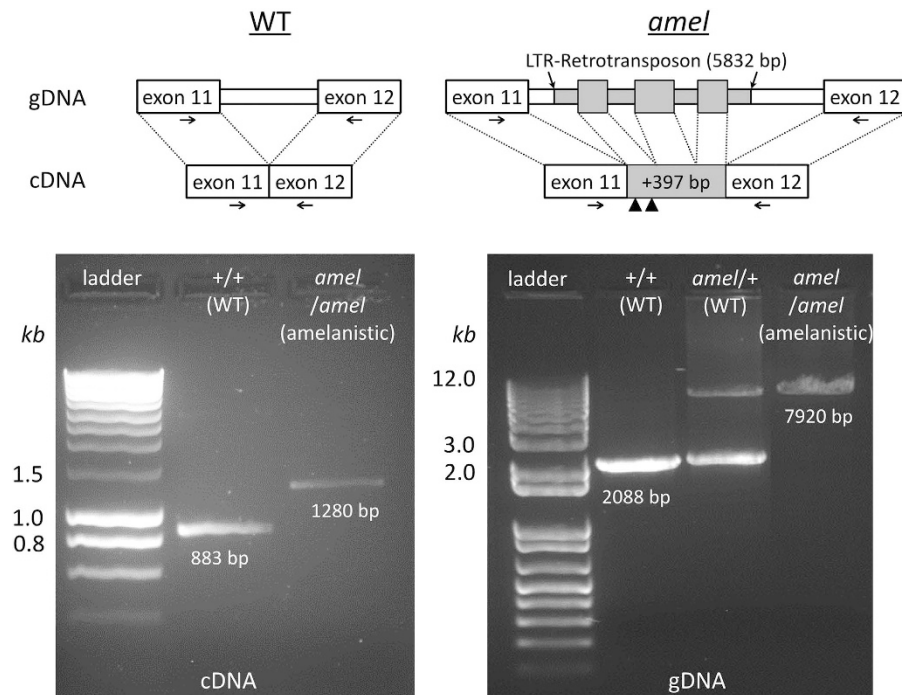 WT
amel
LTR-Retrotransposon (5832 bp)
gDNA
exon 11
exon 12
exon 11
exon 12
cDNA
exon 11
exon 12
exon 11
+397 bp
exon 12
ladder
+/+
(WT)
amel
/amel
(amelanistic)
kb
1.5
1.0
0.8
883 bp
1280 bp
cDNA
ladder
+/+
(WT)
amel/+
(WT)
amel
/amel
(amelanistic)
kb
12.0
3.0
2.0
2088 bp
7920 bp
gDNA